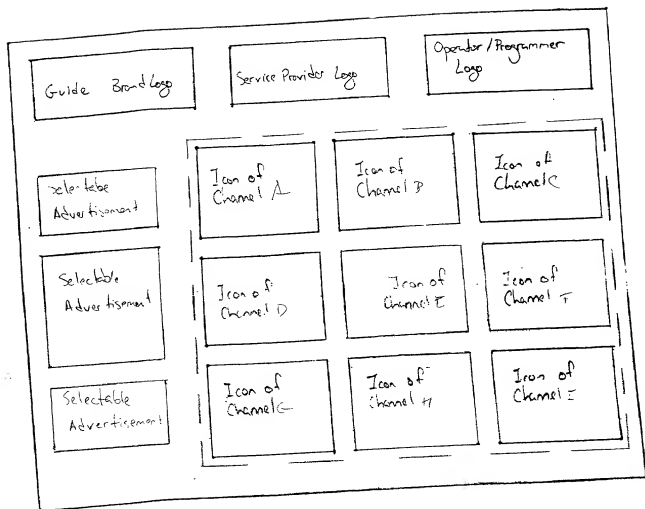 Guide Brand Logo
Service Provider Logo
Operator/Programmer
Logo
Advertisement
Selectable
Advertisement
Selectable
Advertisement
Icon of
Channel A
Icon of
Channel B
Icon of
Channel C
Icon of
Channel D
Icon of
Channel E
Icon of
Channel
Icon of
Channel G
Icon of
Channel H
Icon of
Channel I